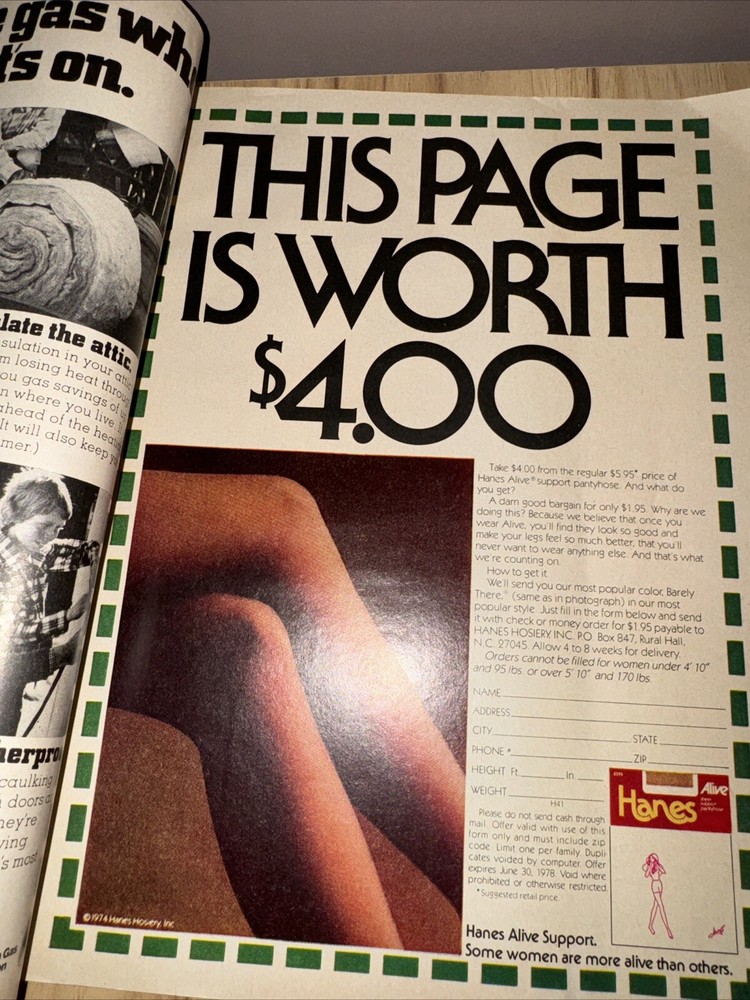 gas wh
t's on.
late the attic.
sulation in your
m losing heat
ou gas savings of
n where you live.
ahead of the
It will also keep
mer.)
caulking
doors
hey're
ving
's most
Gas
THIS PAGE
IS WORTH
$4.00
Take $4.00 from the regular $5.95* price of
Hanes Alive® support pantyhose. And what do
you get?
A darn good bargain for only $1.95. Why are we
doing this? Because we believe that once you
wear Alive, you'll find they look so good and
make your legs feel so much better, that you'll
never want to wear anything else. And that's what
we're counting on.
How to get it.
We'll send you our most popular color, Barely
There,® (same as in photograph) in our most
popular style. Just fill in the form below and send
it with check or money order for $1.95 payable to
HANES HOSIERY, INC. P.O. Box 847, Rural Hall,
N.C. 27045. Allow 4 to 8 weeks for delivery.
Orders cannot be filled for women under 4' 10"
and 95 lbs. or over 5' 10" and 170 lbs.
NAME
ADDRESS
CITY STATE
PHONE # ZIP
HEIGHT Ft. In.
WEIGHT
H41
Please do not send cash through
mail. Offer valid with use of this
form only and must include zip
code. Limit one per family. Dupli
cates voided by computer. Offer
expires June 30, 1978. Void where
prohibited or otherwise restricted.
*Suggested retail price.
Alive
Hanes
© 1974 Hanes Hosiery, Inc.
Hanes Alive Support.
Some women are more alive than others.